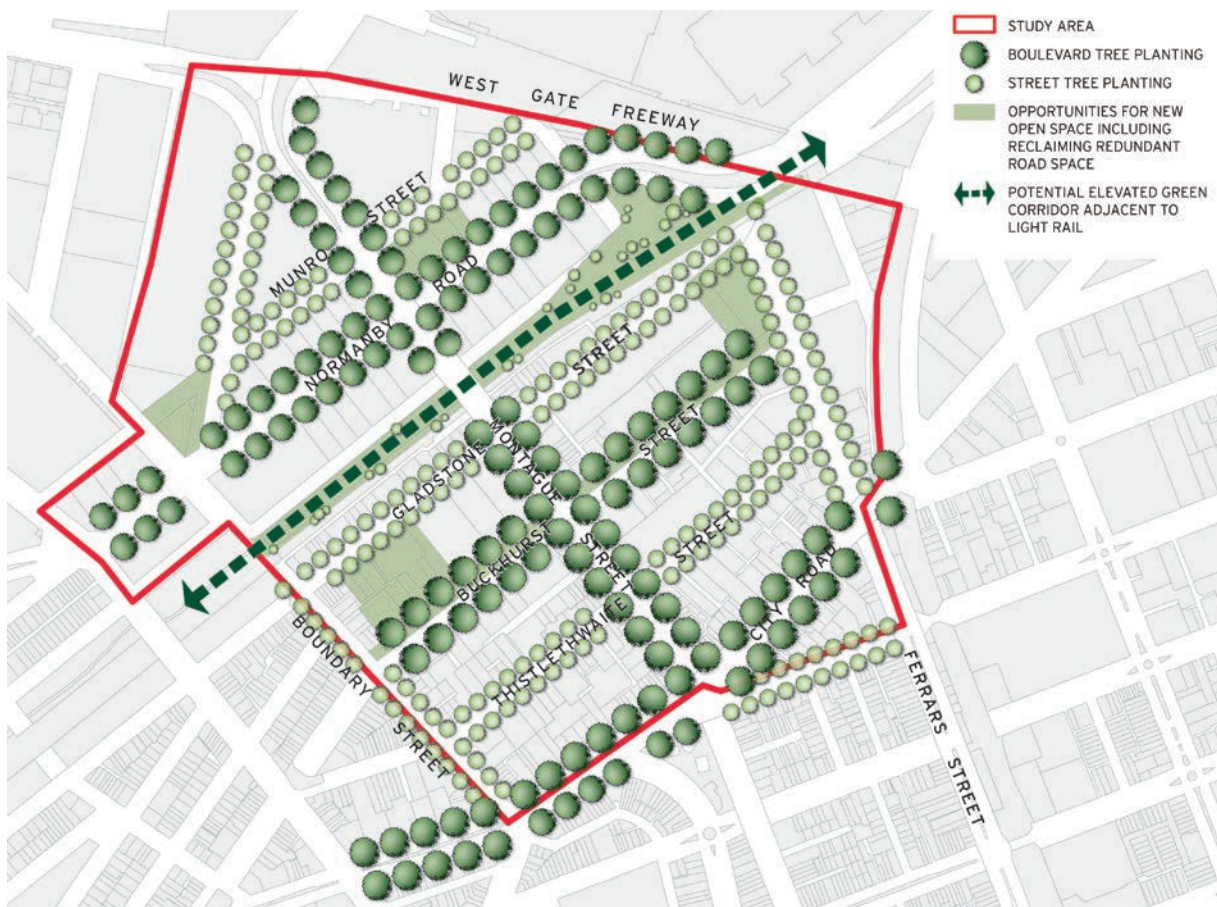 STUDY AREA
BOULEVARD TREE PLANTING
STREET TREE PLANTING
OPPORTUNITIES FOR NEW
OPEN SPACE INCLUDING
RECLAIMING REDUNDANT
ROAD SPACE
POTENTIAL ELEVATED GREEN
CORRIDOR ADJACENT TO
LIGHT RAIL
WEST GATE FREEWAY
MUNRO STREET
NORMANBY ROAD
GLADSTONE STREET
MONTAGUE STREET
BUCKHURST STREET
THISTLETHWAITE STREET
CITY ROAD
BOUNDARY STREET
FERRARS STREET